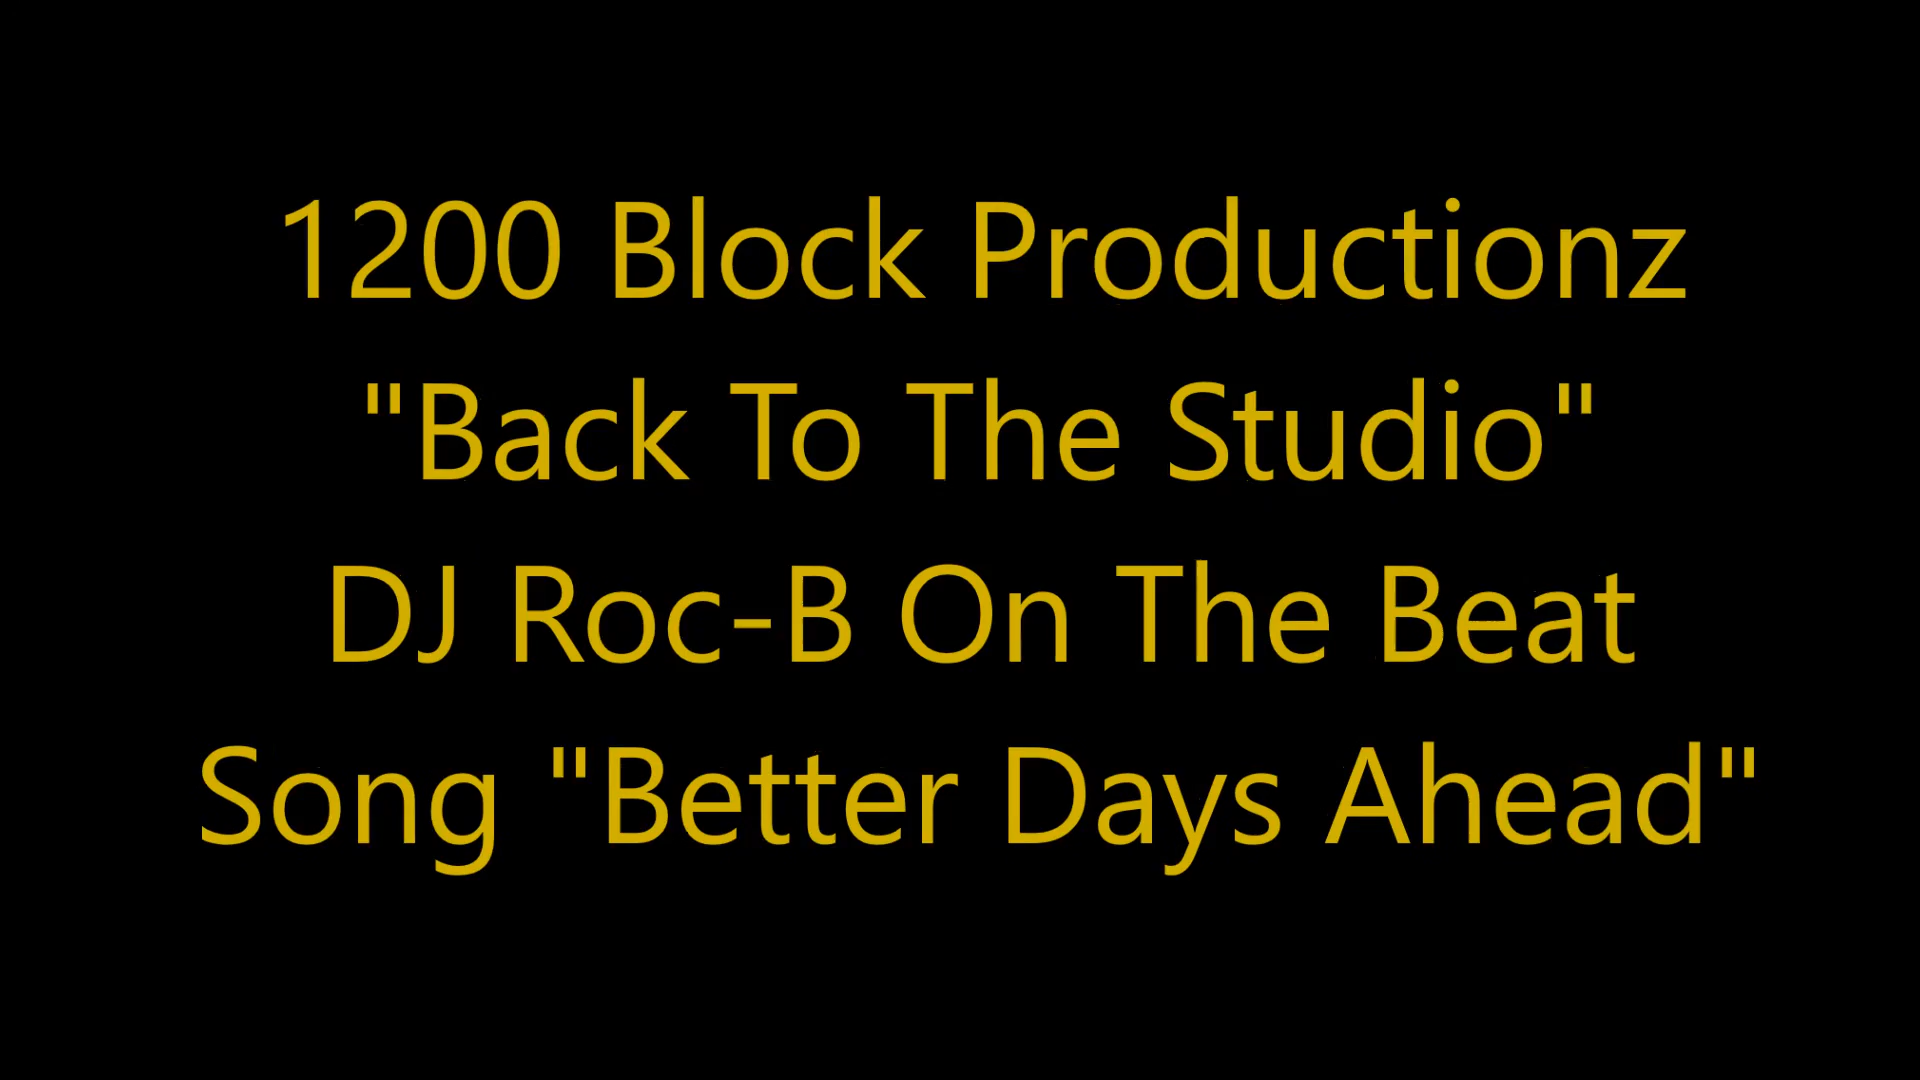 1200 Block Productionz
"Back To The Studio"
DJ Roc-B On The Beat
Song "Better Days Ahead"